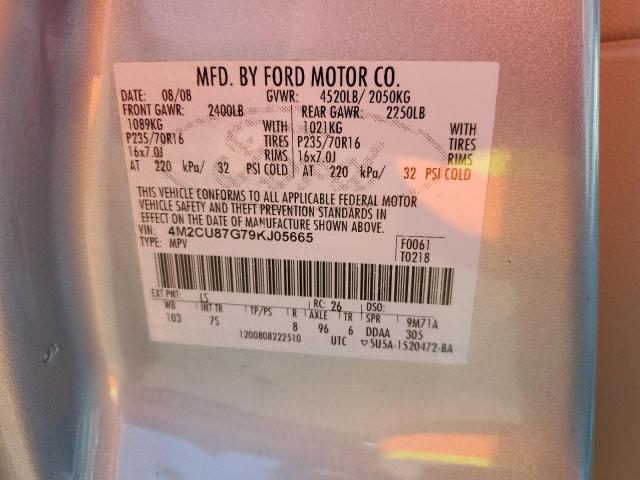 MFD. BY FORD MOTOR CO.
DATE: 08/08 GVWR: 4520LB/ 2050KG
FRONT GAWR: 2400LB REAR GAWR: 2250LB
1089KG WITH 1021KG WITH
P235/70R16 TIRES P235/70R16 TIRES
16x7.0J RIMS 16x7.0J RIMS
AT 220 kPa/ 32 PSI COLD AT 220 kPa/ 32 PSI COLD
THIS VEHICLE CONFORMS TO ALL APPLICABLE FEDERAL MOTOR
VEHICLE SAFETY AND THEFT PREVENTION STANDARDS IN
EFFECT ON THE DATE OF MANUFACTURE SHOWN ABOVE.
VIN: 4M2CU87G79KJ05665 F0061
TYPE: MPV T0218
EXT PNT: LS RC: 26 DSO:
WB INT TR TP/PS R AXLE TR SPR 9M71A
103 7S 8 96 6 DDAA 305
1200808222510 UTC ▽5U5A-1520472-BA